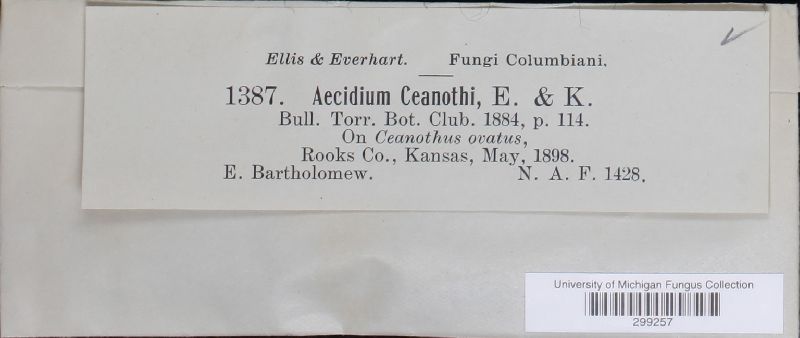 Ellis & Everhart. Fungi Columbiani.
1387. Aecidium Ceanothi, E. & K.
Bull. Torr. Bot. Club. 1884, p. 114.
On Ceanothus ovatus,
Rooks Co., Kansas, May, 1898.
E. Bartholomew. N. A. F. 1428.
University of Michigan Fungus Collection
299257